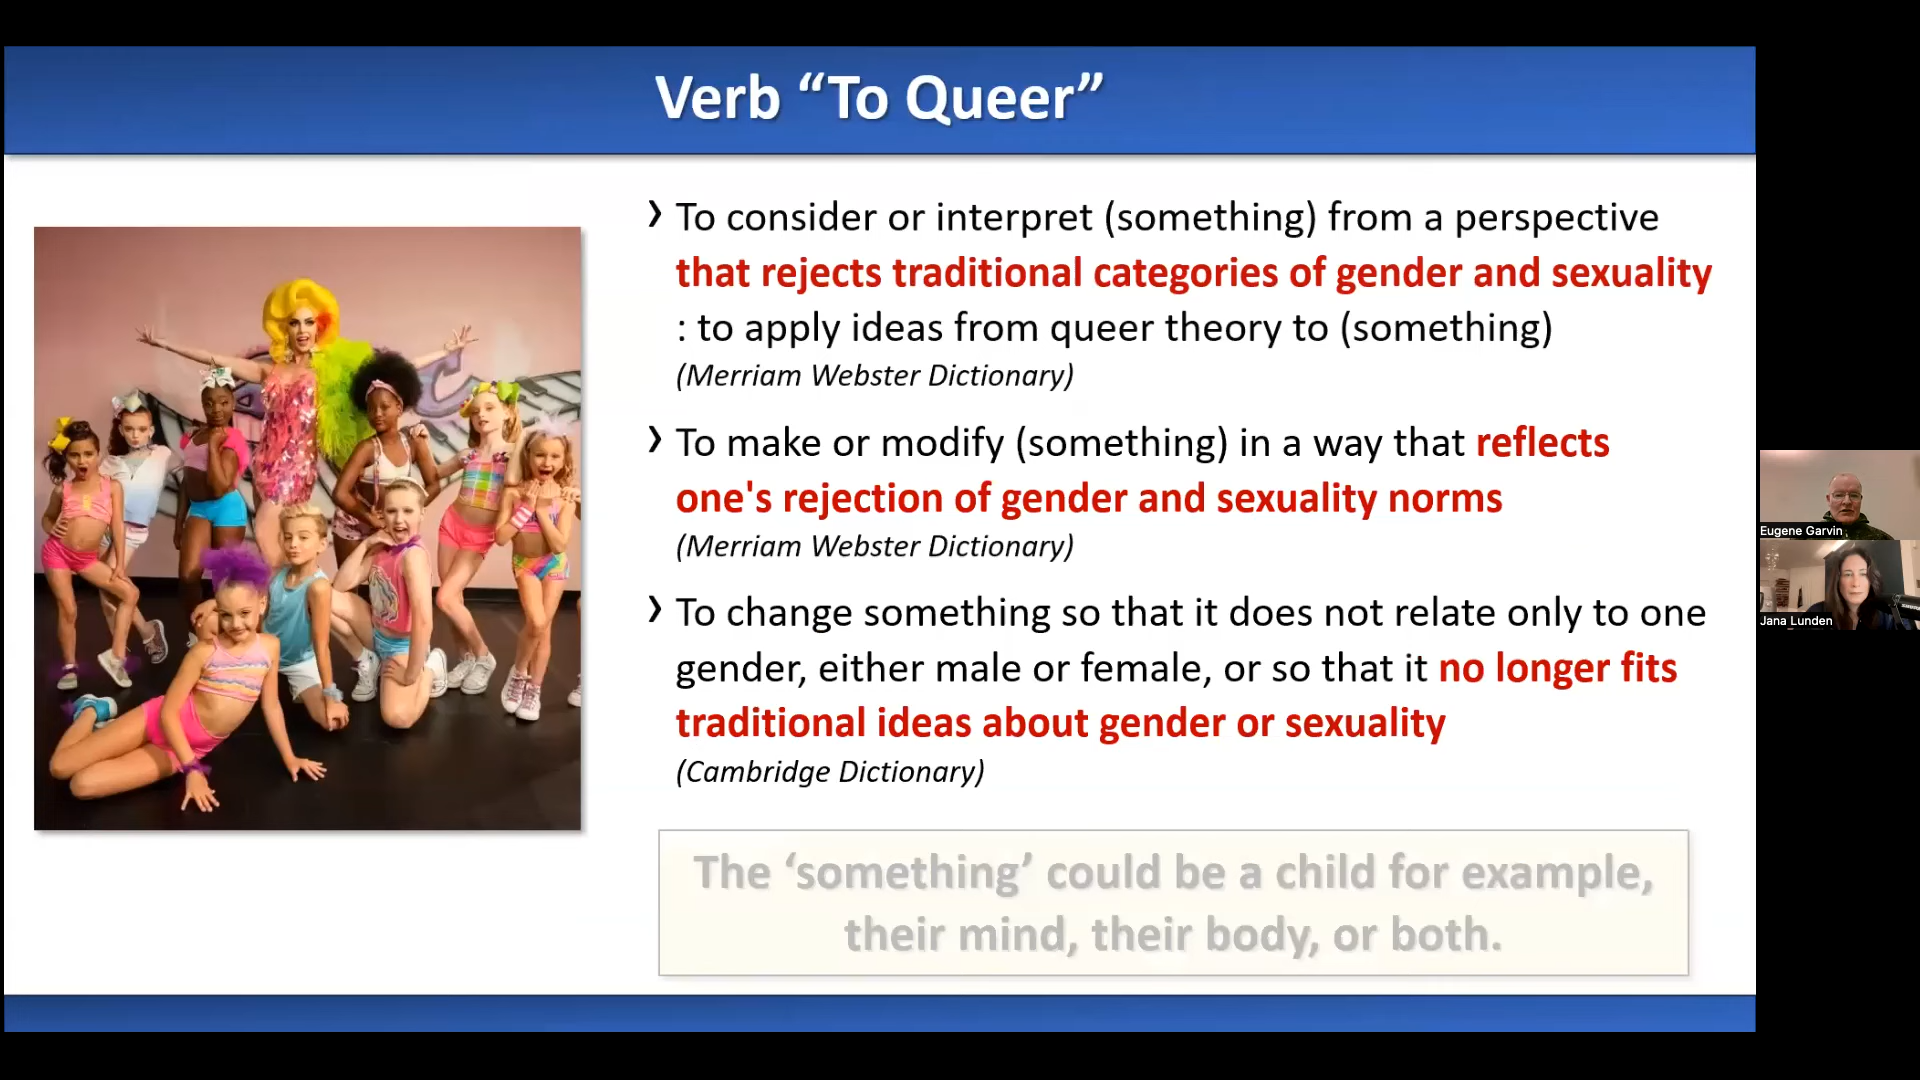 Verb “To Queer”
› To consider or interpret (something) from a perspective
that rejects traditional categories of gender and sexuality
: to apply ideas from queer theory to (something)
(Merriam Webster Dictionary)
› To make or modify (something) in a way that reflects
one's rejection of gender and sexuality norms
(Merriam Webster Dictionary)
› To change something so that it does not relate only to one
gender, either male or female, or so that it no longer fits
traditional ideas about gender or sexuality
(Cambridge Dictionary)
The ‘something’ could be a child for example,
their mind, their body, or both.
Eugene Garvin
Jana Lunden